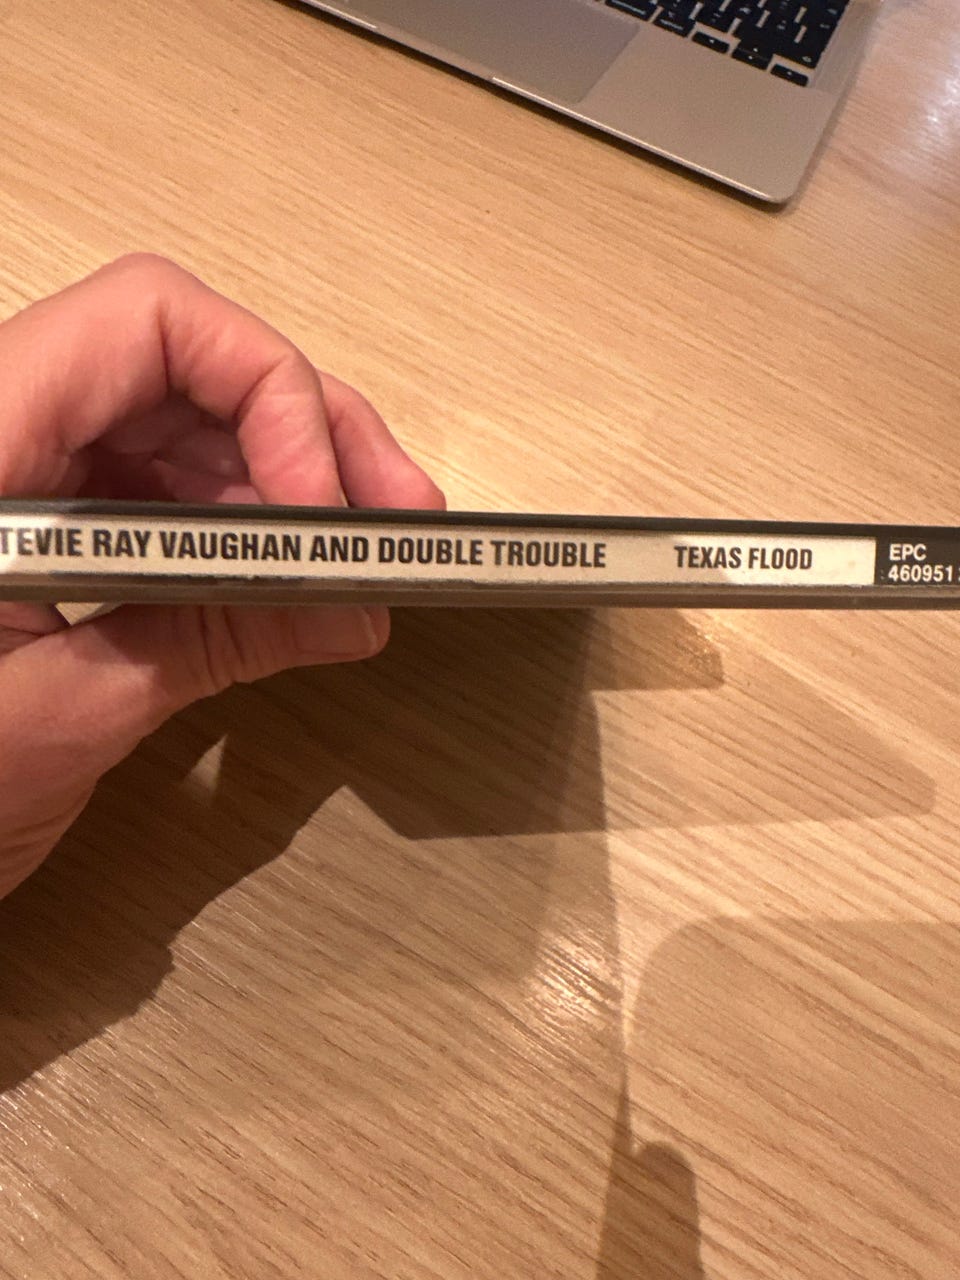 TEVIE RAY VAUGHAN AND DOUBLE TROUBLE TEXAS FLOOD
EPC
460951